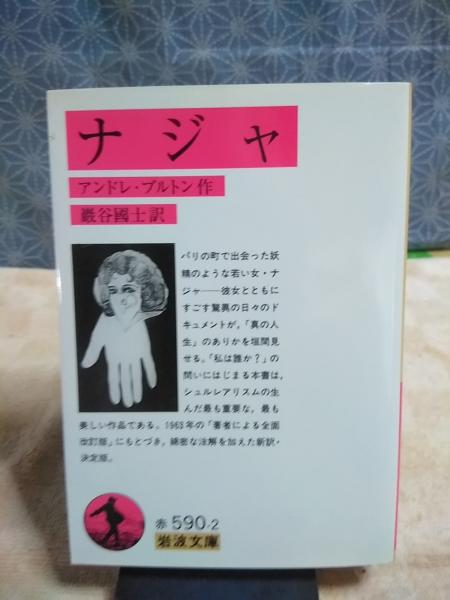 ナジャ
アンドレ・ブルトン作
巖谷國士訳
パリの町で出会った妖
精のような若い女・ナ
ジャ――彼女とともに
すごす驚異の日々のド
キュメントが,「真の人
生」のありかを垣間見
せる.「私は誰か?」の
問いにはじまる本書は,
シュルレアリスムの生
んだ最も重要な,最も
美しい作品である.1963年の「著者による全面
改訂版」にもとづき,綿密な注解を加えた新訳・
決定版.
赤590-2
岩波文庫